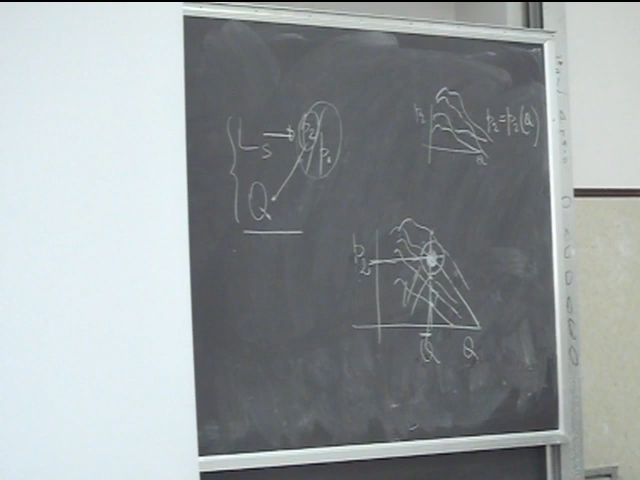 L_s → p_2 / p_1
Q
p_2
p_2 = p_2(Q)
Q
p_2
Q̄ Q